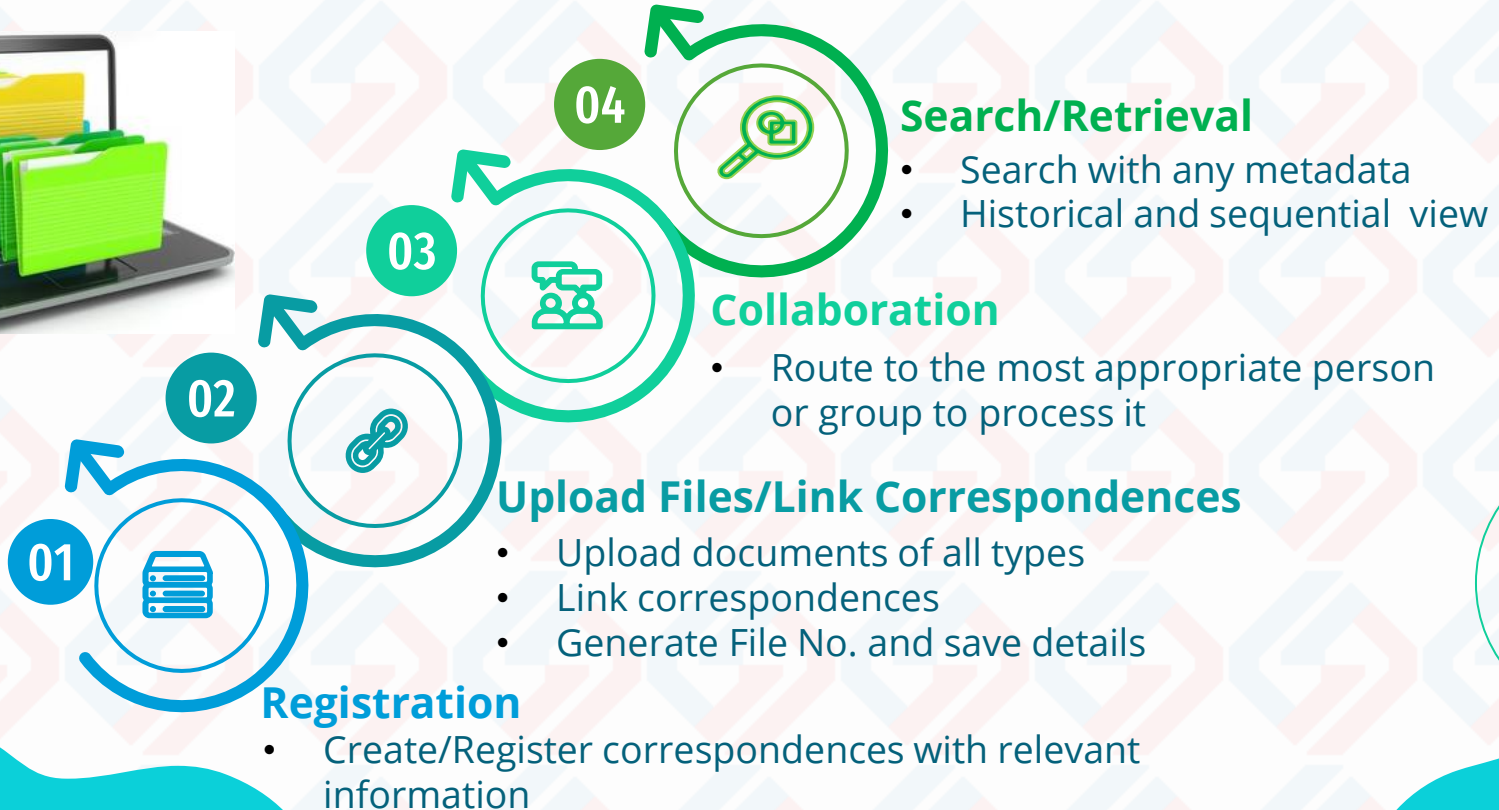 04
Search/Retrieval
• Search with any metadata
• Historical and sequential view
03
Collaboration
• Route to the most appropriate person
or group to process it
02
Upload Files/Link Correspondences
• Upload documents of all types
• Link correspondences
• Generate File No. and save details
01
Registration
• Create/Register correspondences with relevant
information